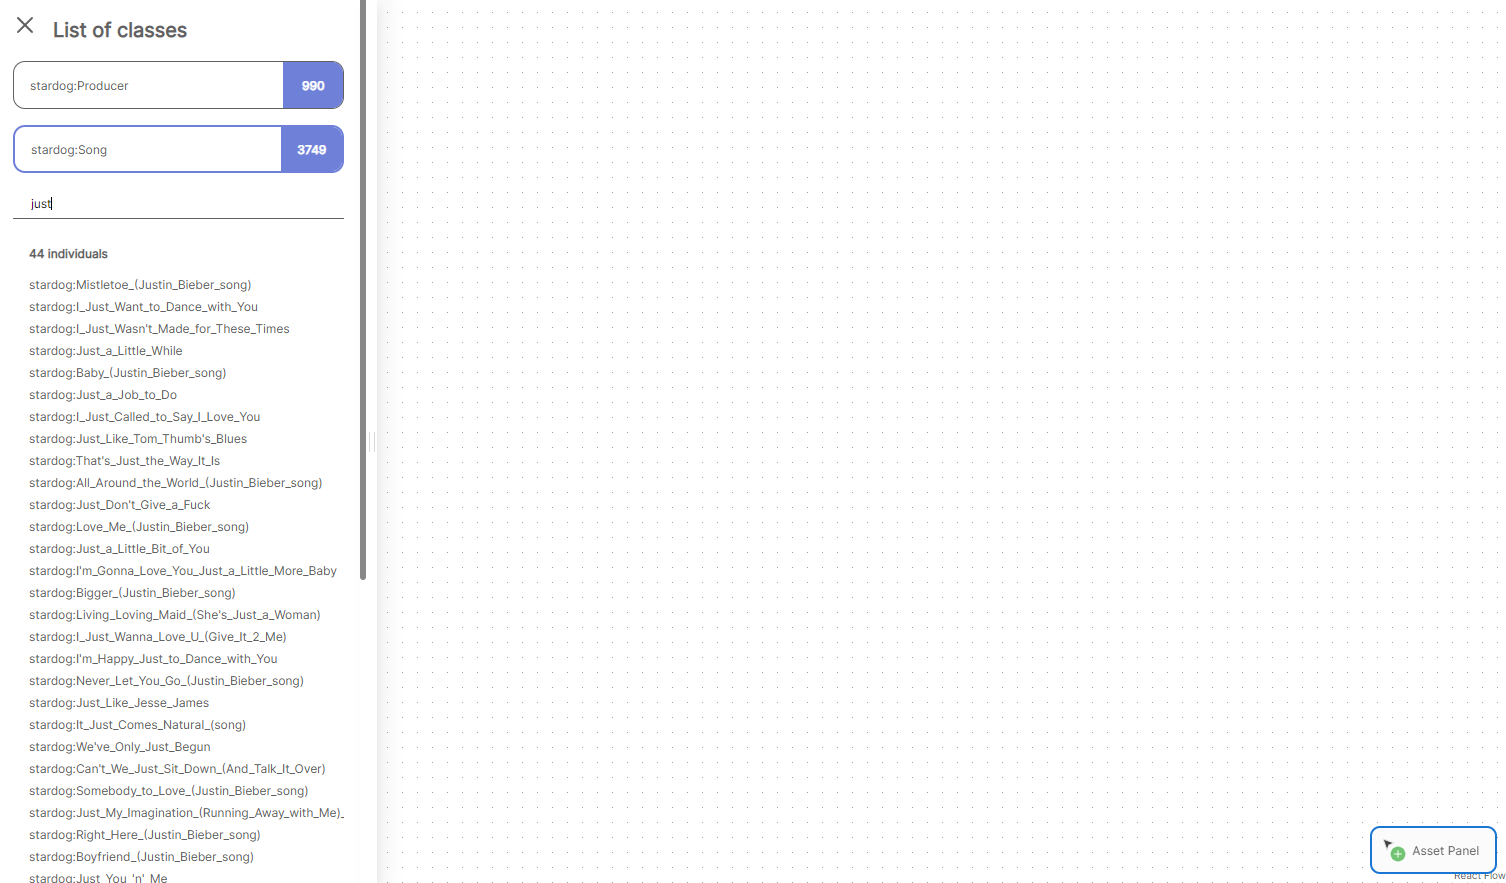 List of classes
stardog:Producer
990
stardog:Song
3749
just
44 individuals
stardog:Mistletoe_(Justin_Bieber_song)
stardog:I_Just_Want_to_Dance_with_You
stardog:I_Just_Wasn't_Made_for_These_Times
stardog:Just_a_Little_While
stardog:Baby_(Justin_Bieber_song)
stardog:Just_a_Job_to_Do
stardog:I_Just_Called_to_Say_I_Love_You
stardog:Just_Like_Tom_Thumb's_Blues
stardog:That's_Just_the_Way_It_Is
stardog:All_Around_the_World_(Justin_Bieber_song)
stardog:Just_Don't_Give_a_Fuck
stardog:Love_Me_(Justin_Bieber_song)
stardog:Just_a_Little_Bit_of_You
stardog:I'm_Gonna_Love_You_Just_a_Little_More_Baby
stardog:Bigger_(Justin_Bieber_song)
stardog:Living_Loving_Maid_(She's_Just_a_Woman)
stardog:I_Just_Wanna_Love_U_(Give_It_2_Me)
stardog:I'm_Happy_Just_to_Dance_with_You
stardog:Never_Let_You_Go_(Justin_Bieber_song)
stardog:Just_Like_Jesse_James
stardog:It_Just_Comes_Natural_(song)
stardog:We've_Only_Just_Begun
stardog:Can't_We_Just_Sit_Down_(And_Talk_It_Over)
stardog:Somebody_to_Love_(Justin_Bieber_song)
stardog:Just_My_Imagination_(Running_Away_with_Me)_
stardog:Right_Here_(Justin_Bieber_song)
stardog:Boyfriend_(Justin_Bieber_song)
stardog:Just_You_'n'_Me
Asset Panel
React Flow